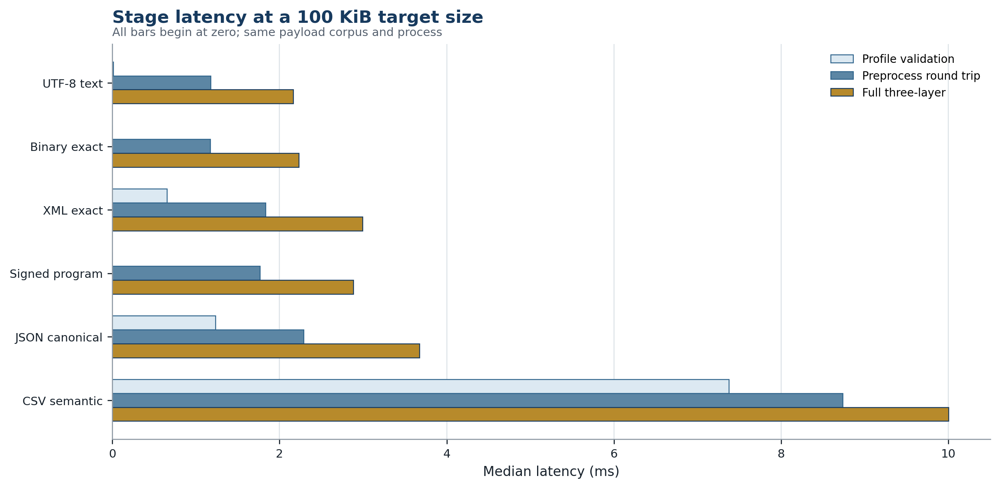 Stage latency at a 100 KiB target size
All bars begin at zero; same payload corpus and process
Profile validation
Preprocess round trip
Full three-layer
UTF-8 text
Binary exact
XML exact
Signed program
JSON canonical
CSV semantic
0 2 4 6 8 10
Median latency (ms)